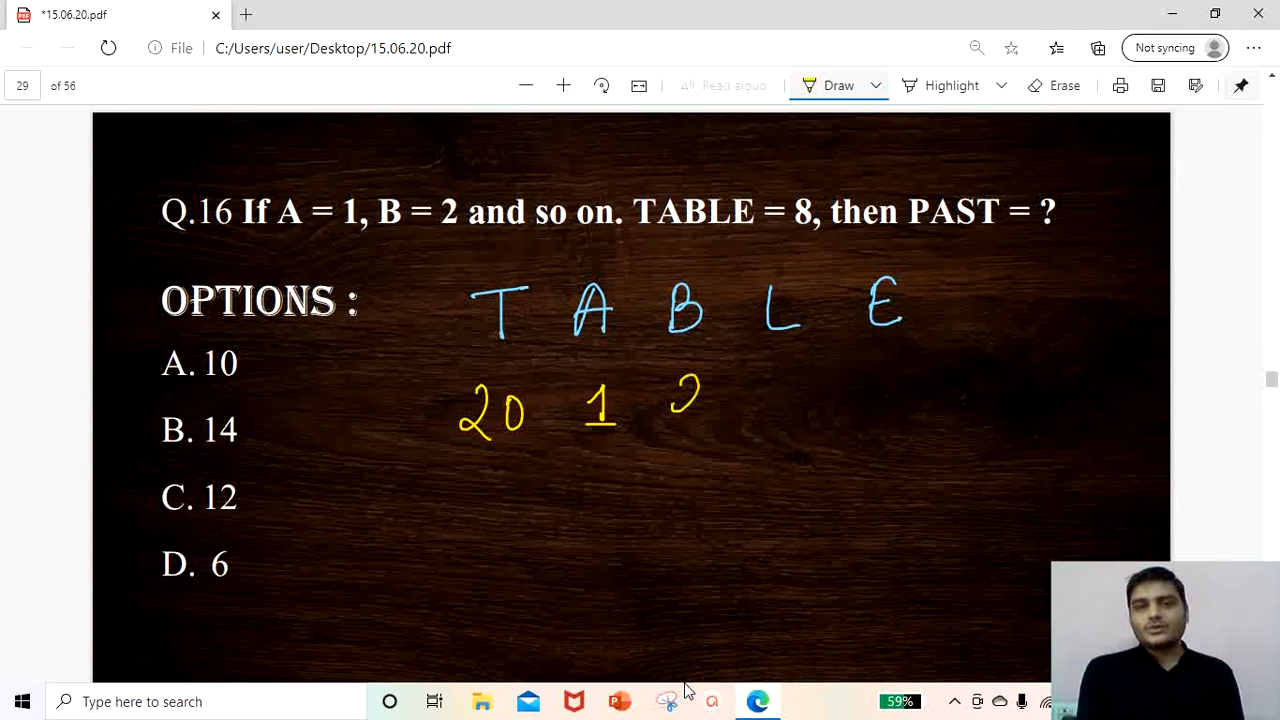 *15.06.20.pdf
File C:/Users/user/Desktop/15.06.20.pdf Not syncing
29 of 56 Read aloud Draw Highlight Erase
Q.16 If A = 1, B = 2 and so on. TABLE = 8, then PAST = ?
OPTIONS :
T A B L E
A. 10
20 1 2
B. 14
C. 12
D. 6
Type here to search 59%